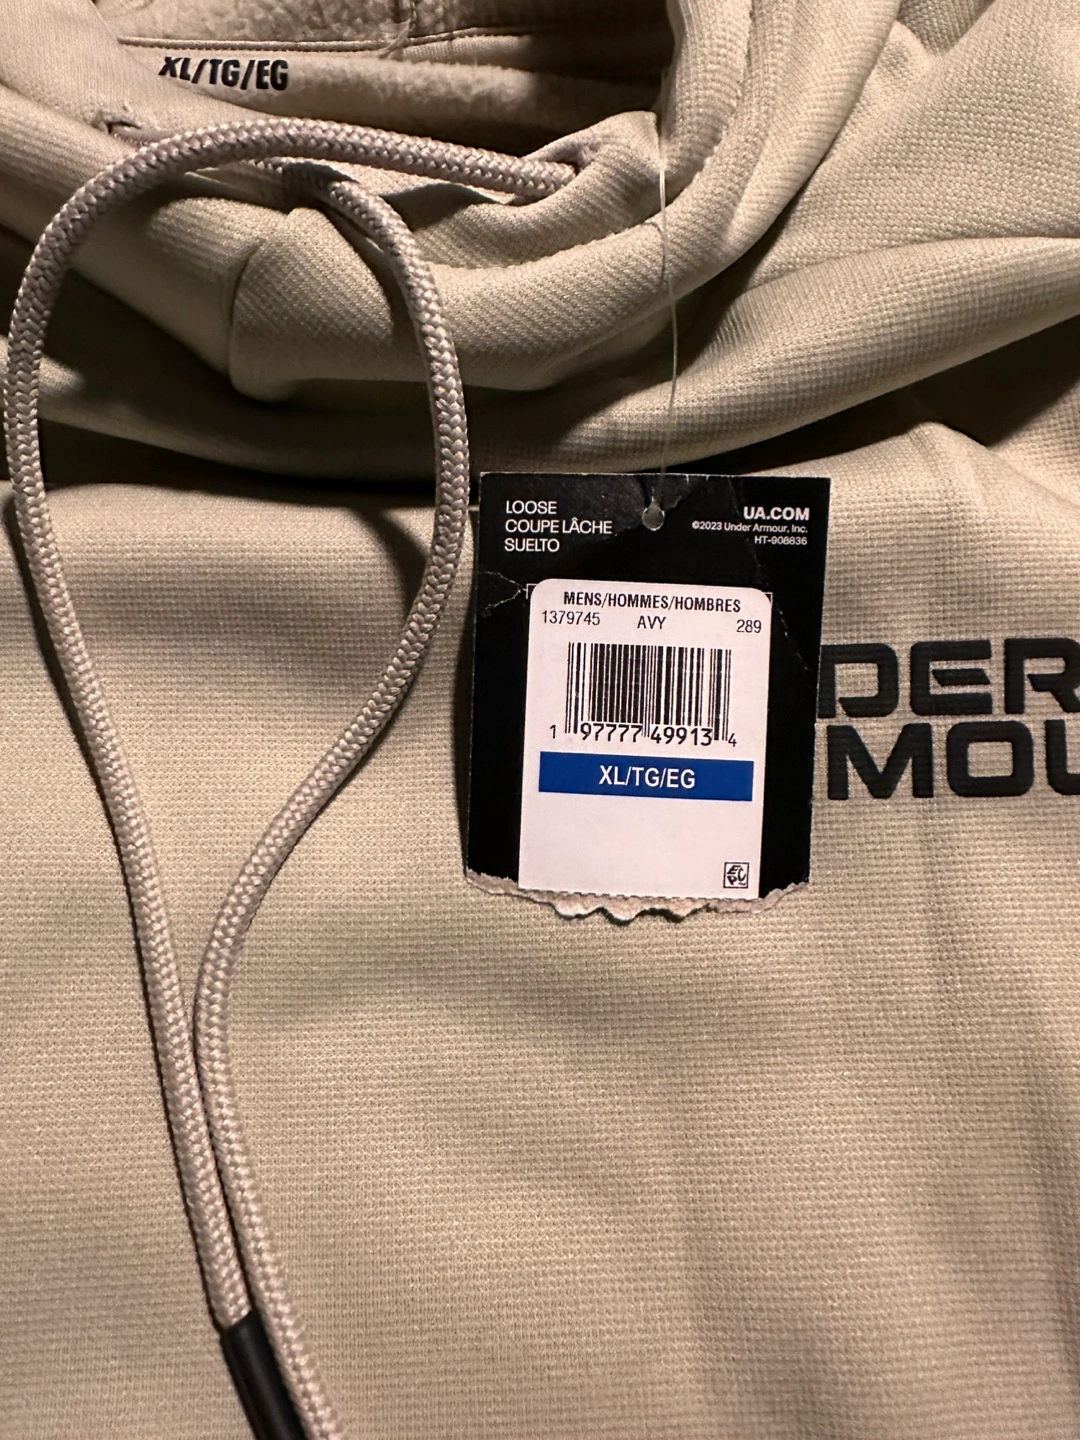 XL/TG/EG
LOOSE
COUPE LÂCHE
SUELTO
UA.COM
©2023 Under Armour, Inc.
HT-908836
MENS/HOMMES/HOMBRES
1379745 AVY 289
1 97777 49913 4
XL/TG/EG
EPC
DER
MOU